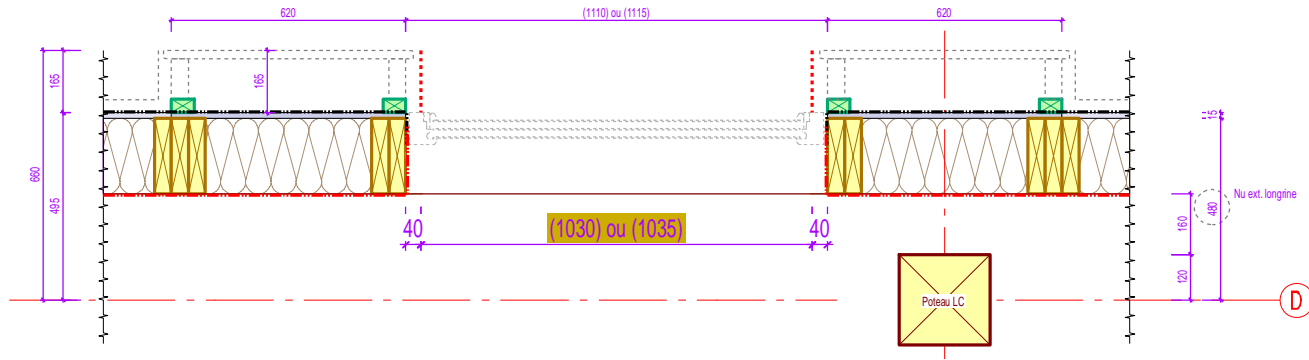 620
(1110) ou (1115)
620
165
165
15
660
495
Nu ext. longrine
480
160
40
(1030) ou (1035)
40
120
Poteau LC
D